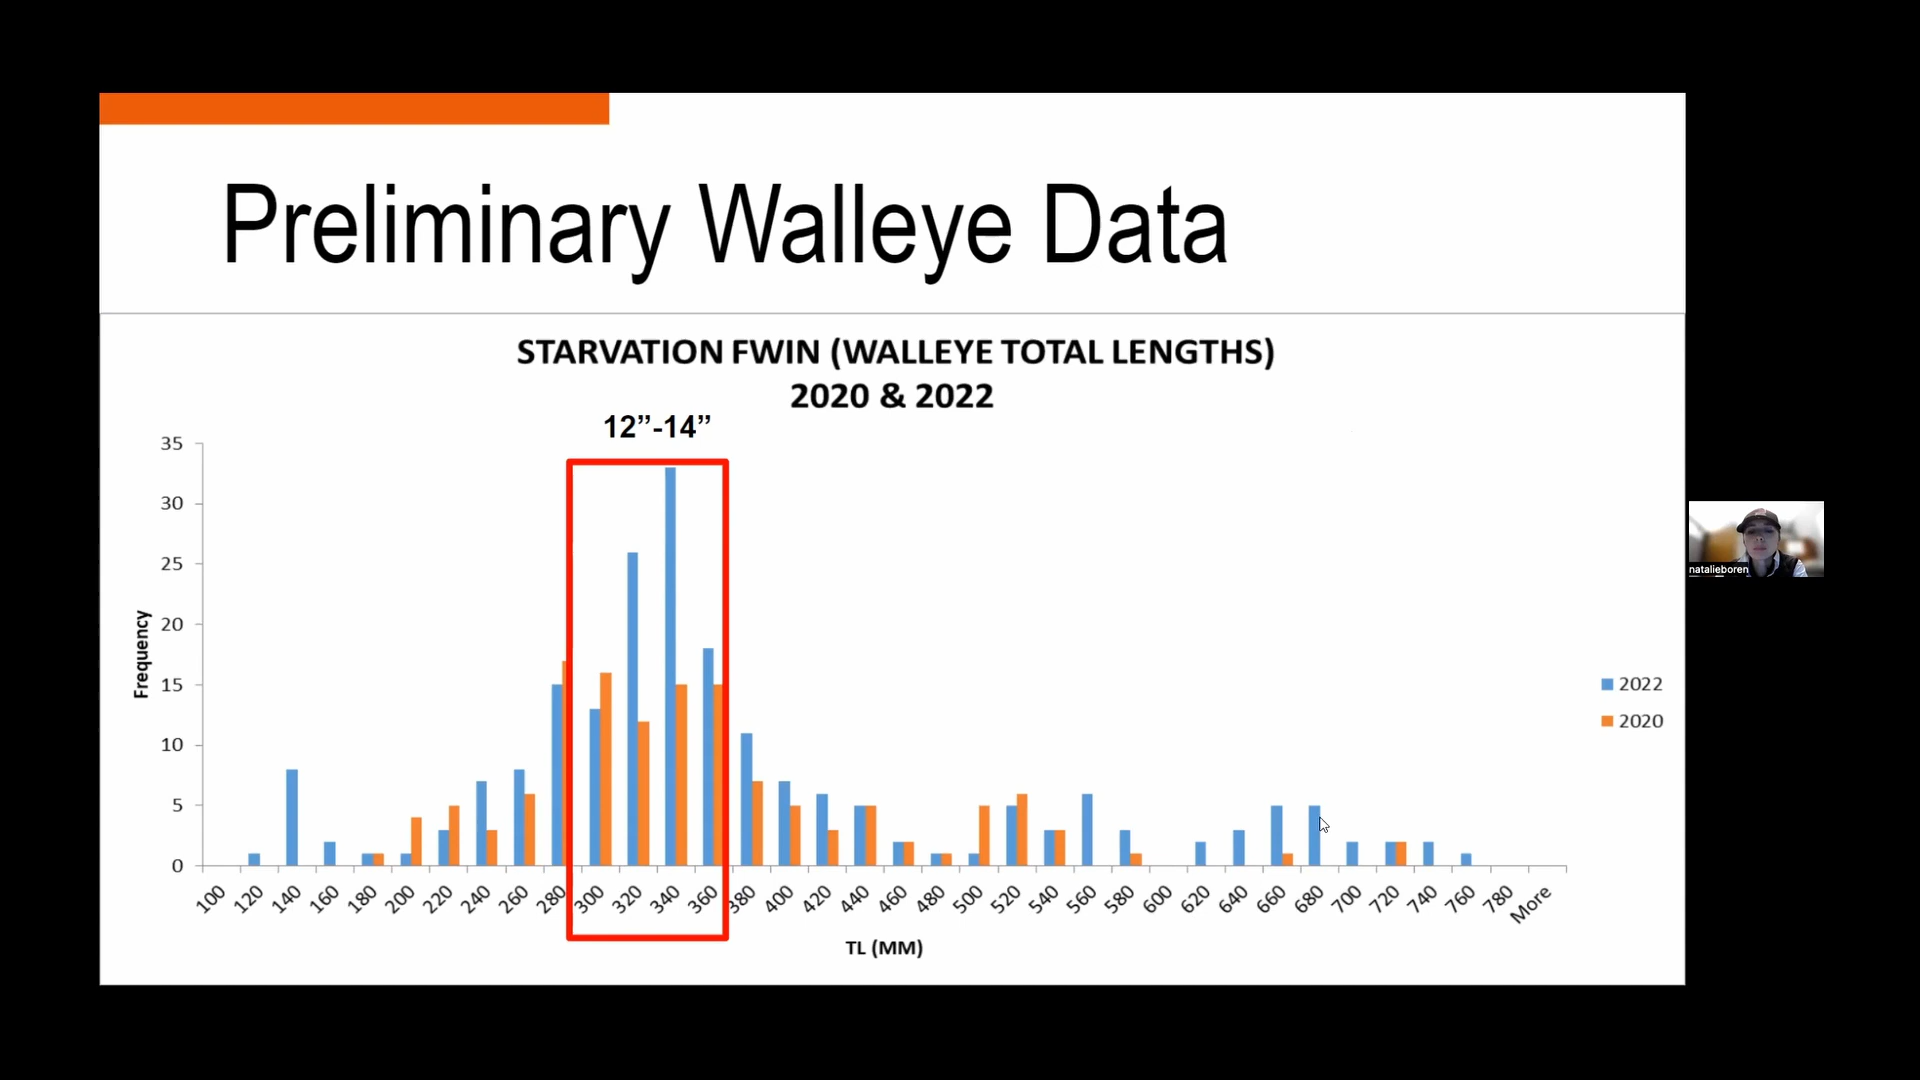 Preliminary Walleye Data
STARVATION FWIN (WALLEYE TOTAL LENGTHS)
2020 & 2022
12”-14”
35
30
25
20
15
10
5
0
Frequency
100 120 140 160 180 200 220 240 260 280 300 320 340 360 380 400 420 440 460 480 500 520 540 560 580 600 620 640 660 680 700 720 740 760 780 More
TL (MM)
2022
2020
natalieboren